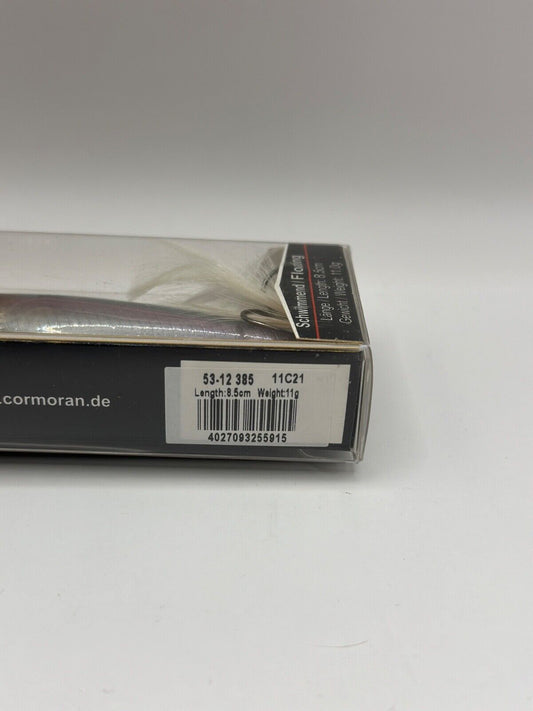 Schwimmend Floating
Länge / Length: 8.5cm
Gewicht / Weight: 11.0g
.cormoran.de
53-12 385 11C21
Length:8.5cm Weight:11g
4027093255915